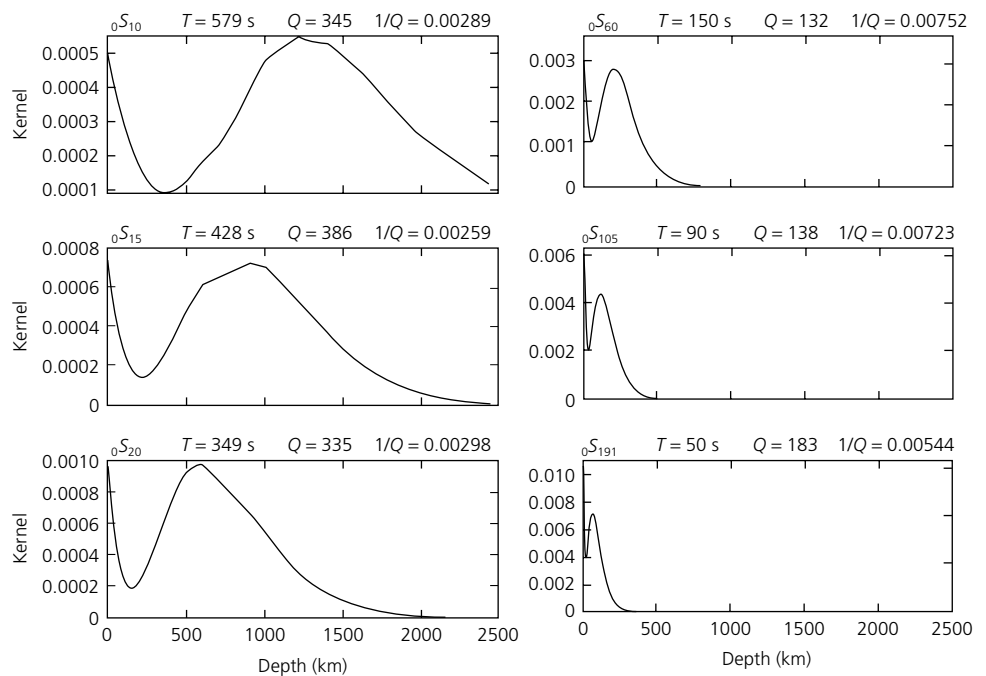 ₀S₁₀ T = 579 s Q = 345 1/Q = 0.00289
0.0005
0.0004
0.0003
0.0002
0.0001
Kernel
₀S₁₅ T = 428 s Q = 386 1/Q = 0.00259
0.0008
0.0006
0.0004
0.0002
0
Kernel
₀S₂₀ T = 349 s Q = 335 1/Q = 0.00298
0.0010
0.0008
0.0006
0.0004
0.0002
0
Kernel
0 500 1000 1500 2000 2500
Depth (km)
₀S₆₀ T = 150 s Q = 132 1/Q = 0.00752
0.003
0.002
0.001
0
₀S₁₀₅ T = 90 s Q = 138 1/Q = 0.00723
0.006
0.004
0.002
0
₀S₁₉₁ T = 50 s Q = 183 1/Q = 0.00544
0.010
0.008
0.006
0.004
0.002
0
0 500 1000 1500 2000 2500
Depth (km)